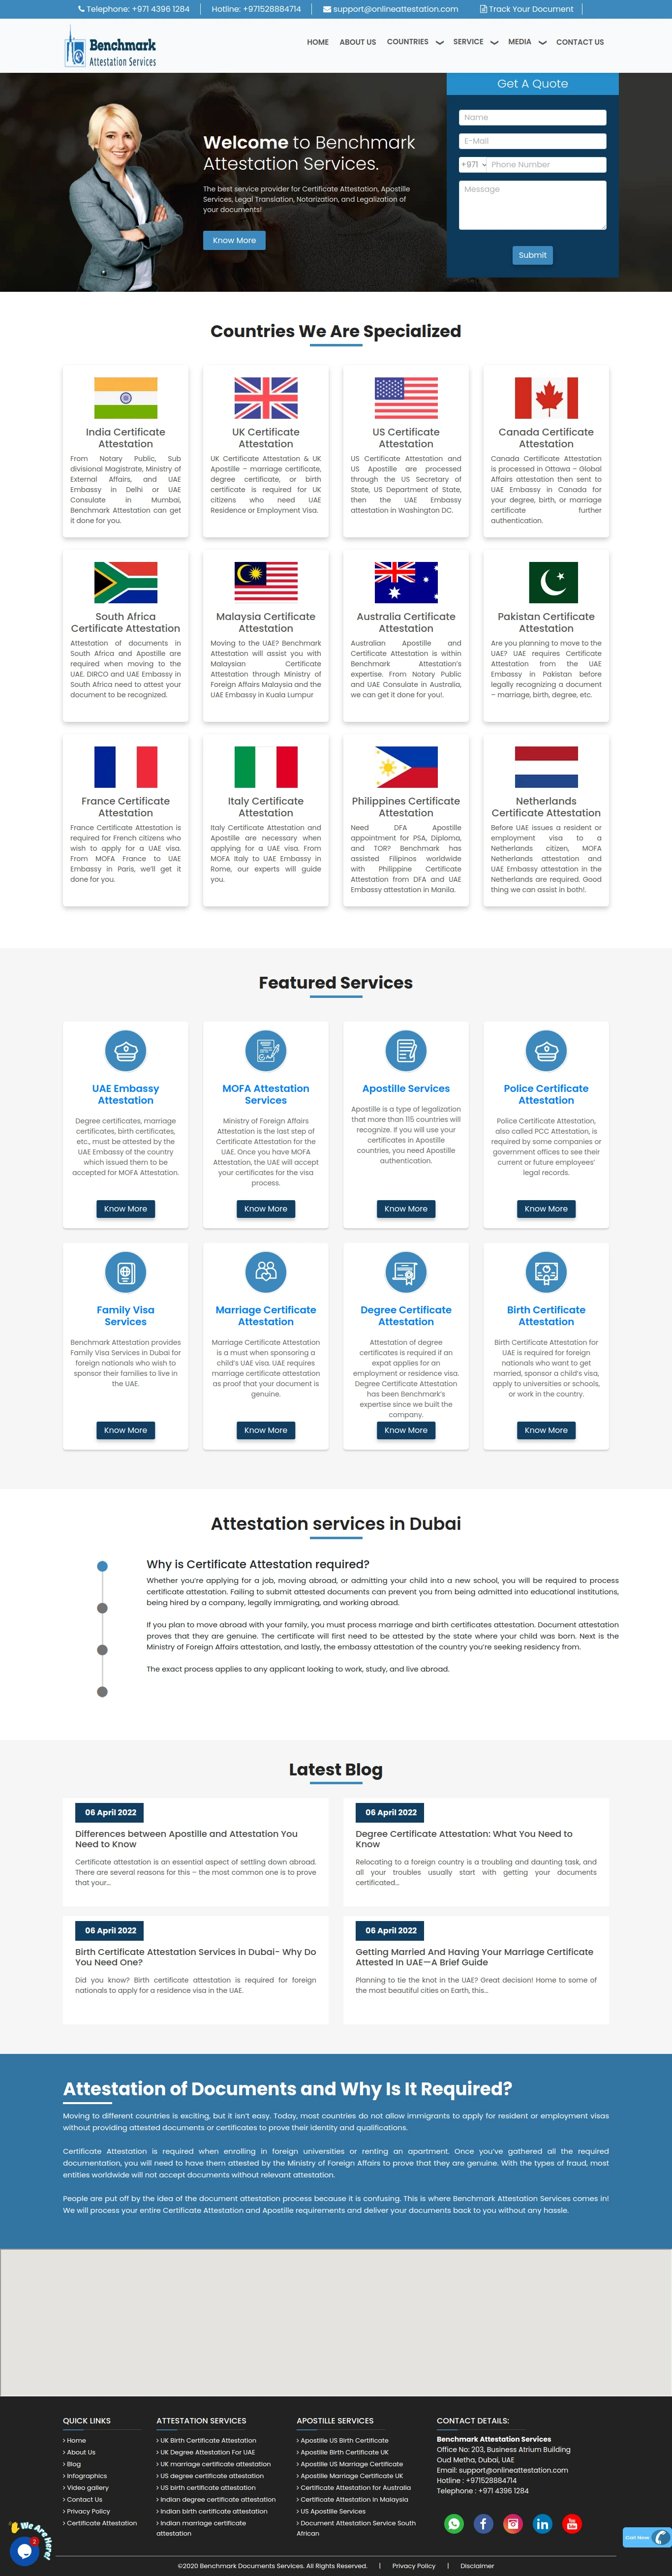 Telephone: +971 4396 1284
Hotline: +971528884714
support@onlineattestation.com
Track Your Document
Benchmark
Attestation Services
HOME
ABOUT US
COUNTRIES
SERVICE
MEDIA
CONTACT US
Welcome to Benchmark
Attestation Services.
The best service provider for Certificate Attestation, Apostille
Services, Legal Translation, Notarization, and Legalization of
your documents!
Know More
Get A Quote
Name
E-Mail
+971
Phone Number
Message
Submit
Countries We Are Specialized
India Certificate
Attestation
From Notary Public, Sub
divisional Magistrate, Ministry of
External Affairs, and UAE
Embassy in Delhi or UAE
Consulate in Mumbai,
Benchmark Attestation can get
it done for you.
UK Certificate
Attestation
UK Certificate Attestation & UK
Apostille – marriage certificate,
degree certificate, or birth
certificate is required for UK
citizens who need UAE
Residence or Employment Visa.
US Certificate
Attestation
US Certificate Attestation and
US Apostille are processed
through the US Secretary of
State, US Department of State,
then the UAE Embassy
attestation in Washington DC.
Canada Certificate
Attestation
Canada Certificate Attestation
is processed in Ottawa – Global
Affairs attestation then sent to
UAE Embassy in Canada for
your degree, birth, or marriage
certificate further
authentication.
South Africa
Certificate Attestation
Attestation of documents in
South Africa and Apostille are
required when moving to the
UAE. DIRCO and UAE Embassy in
South Africa need to attest your
document to be recognized.
Malaysia Certificate
Attestation
Moving to the UAE? Benchmark
Attestation will assist you with
Malaysian Certificate
Attestation through Ministry of
Foreign Affairs Malaysia and the
UAE Embassy in Kuala Lumpur
Australia Certificate
Attestation
Australian Apostille and
Certificate Attestation is within
Benchmark Attestation's
expertise. From Notary Public
and UAE Consulate in Australia,
we can get it done for you!.
Pakistan Certificate
Attestation
Are you planning to move to the
UAE? UAE requires Certificate
Attestation from the UAE
Embassy in Pakistan before
legally recognizing a document
– marriage, birth, degree, etc.
France Certificate
Attestation
France Certificate Attestation is
required for French citizens who
wish to apply for a UAE visa.
From MOFA France to UAE
Embassy in Paris, we'll get it
done for you.
Italy Certificate
Attestation
Italy Certificate Attestation and
Apostille are necessary when
applying for a UAE visa. From
MOFA Italy to UAE Embassy in
Rome, our experts will guide
you.
Philippines Certificate
Attestation
Need DFA Apostille
appointment for PSA, Diploma,
and TOR? Benchmark has
assisted Filipinos worldwide
with Philippine Certificate
Attestation from DFA and UAE
Embassy attestation in Manila.
Netherlands
Certificate Attestation
Before UAE issues a resident or
employment visa to a
Netherlands citizen, MOFA
Netherlands attestation and
UAE Embassy attestation in the
Netherlands are required. Good
thing we can assist in both!.
Featured Services
UAE Embassy
Attestation
Degree certificates, marriage
certificates, birth certificates,
etc., must be attested by the
UAE Embassy of the country
which issued them to be
accepted for MOFA Attestation.
Know More
MOFA Attestation
Services
Ministry of Foreign Affairs
Attestation is the last step of
Certificate Attestation for the
UAE. Once you have MOFA
Attestation, the UAE will accept
your certificates for the visa
process.
Know More
Apostille Services
Apostille is a type of legalization
that more than 115 countries will
recognize. If you will use your
certificates in Apostille
countries, you need Apostille
authentication.
Know More
Police Certificate
Attestation
Police Certificate Attestation,
also called PCC Attestation, is
required by some companies or
government offices to see their
current or future employees'
legal records.
Know More
Family Visa
Services
Benchmark Attestation provides
Family Visa Services in Dubai for
foreign nationals who wish to
sponsor their families to live in
the UAE.
Know More
Marriage Certificate
Attestation
Marriage Certificate Attestation
is a must when sponsoring a
child's UAE visa. UAE requires
marriage certificate attestation
as proof that your document is
genuine.
Know More
Degree Certificate
Attestation
Attestation of degree
certificates is required if an
expat applies for an
employment or residence visa.
Degree Certificate Attestation
has been Benchmark's
expertise since we built the
company.
Know More
Birth Certificate
Attestation
Birth Certificate Attestation for
UAE is required for foreign
nationals who want to get
married, sponsor a child's visa,
apply to universities or schools,
or work in the country.
Know More
Attestation services in Dubai
Why is Certificate Attestation required?
Whether you're applying for a job, moving abroad, or admitting your child into a new school, you will be required to process
certificate attestation. Failing to submit attested documents can prevent you from being admitted into educational institutions,
being hired by a company, legally immigrating, and working abroad.
If you plan to move abroad with your family, you must process marriage and birth certificates attestation. Document attestation
proves that they are genuine. The certificate will first need to be attested by the state where your child was born. Next is the
Ministry of Foreign Affairs attestation, and lastly, the embassy attestation of the country you're seeking residency from.
The exact process applies to any applicant looking to work, study, and live abroad.
Latest Blog
06 April 2022
Differences between Apostille and Attestation You
Need to Know
Certificate attestation is an essential aspect of settling down abroad.
There are several reasons for this – the most common one is to prove
that your...
06 April 2022
Degree Certificate Attestation: What You Need to
Know
Relocating to a foreign country is a troubling and daunting task, and
all your troubles usually start with getting your documents
certificated...
06 April 2022
Birth Certificate Attestation Services in Dubai- Why Do
You Need One?
Did you know? Birth certificate attestation is required for foreign
nationals to apply for a residence visa in the UAE.
06 April 2022
Getting Married And Having Your Marriage Certificate
Attested In UAE—A Brief Guide
Planning to tie the knot in the UAE? Great decision! Home to some of
the most beautiful cities on Earth, this...
Attestation of Documents and Why Is It Required?
Moving to different countries is exciting, but it isn't easy. Today, most countries do not allow immigrants to apply for resident or employment visas
without providing attested documents or certificates to prove their identity and qualifications.
Certificate Attestation is required when enrolling in foreign universities or renting an apartment. Once you've gathered all the required
documentation, you will need to have them attested by the Ministry of Foreign Affairs to prove that they are genuine. With the types of fraud, most
entities worldwide will not accept documents without relevant attestation.
People are put off by the idea of the document attestation process because it is confusing. This is where Benchmark Attestation Services comes in!
We will process your entire Certificate Attestation and Apostille requirements and deliver your documents back to you without any hassle.
QUICK LINKS
Home
About Us
Blog
Infographics
Video gallery
Contact Us
Privacy Policy
Certificate Attestation
ATTESTATION SERVICES
UK Birth Certificate Attestation
UK Degree Attestation For UAE
UK marriage certificate attestation
US degree certificate attestation
US birth certificate attestation
Indian degree certificate attestation
Indian birth certificate attestation
Indian marriage certificate
attestation
APOSTILLE SERVICES
Apostille US Birth Certificate
Apostille Birth Certificate UK
Apostille US Marriage Certificate
Apostille Marriage Certificate UK
Certificate Attestation for Australia
Certificate Attestation in Malaysia
US Apostille Services
Document Attestation Service South
African
CONTACT DETAILS:
Benchmark Attestation Services
Office No: 203, Business Atrium Building
Oud Metha, Dubai, UAE
Email: support@onlineattestation.com
Hotline : +971528884714
Telephone : +971 4396 1284
We Are Here!
2
Call Now
©2020 Benchmark Documents Services. All Rights Reserved. | Privacy Policy | Disclaimer